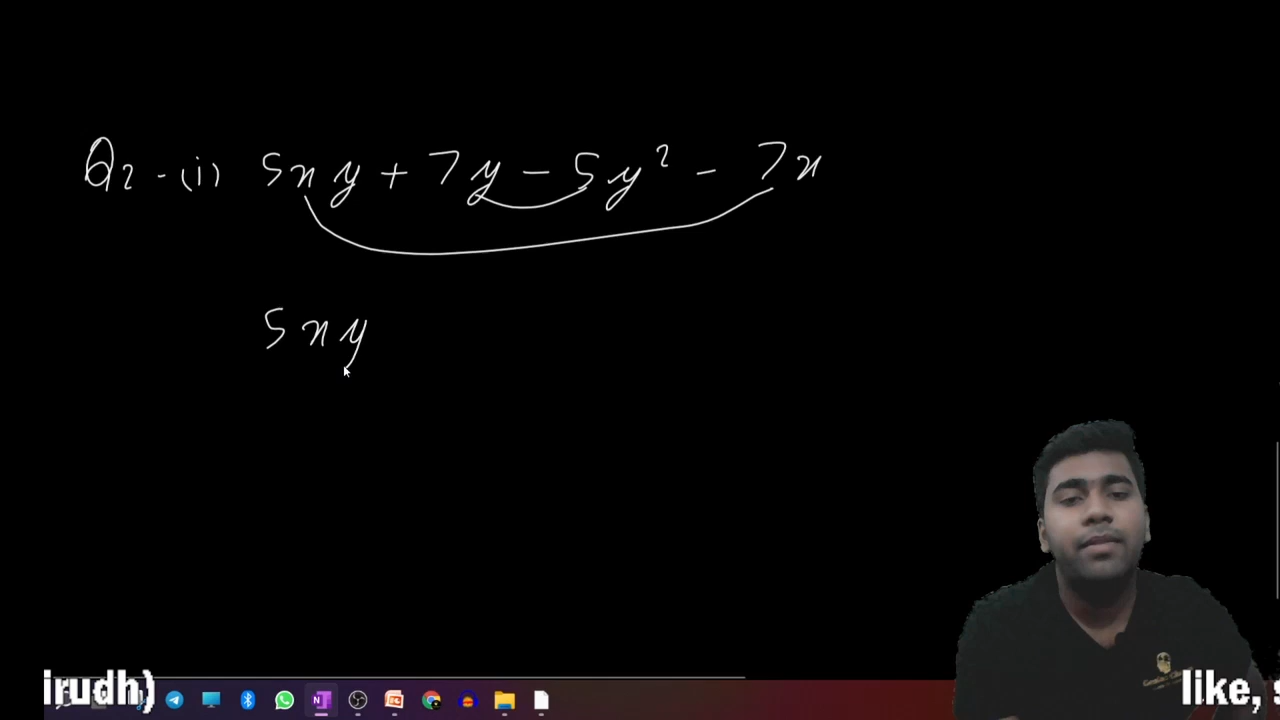 Q2 - (i) 5xy + 7y - 5y² - 7x
5xy
irudh)
like, s